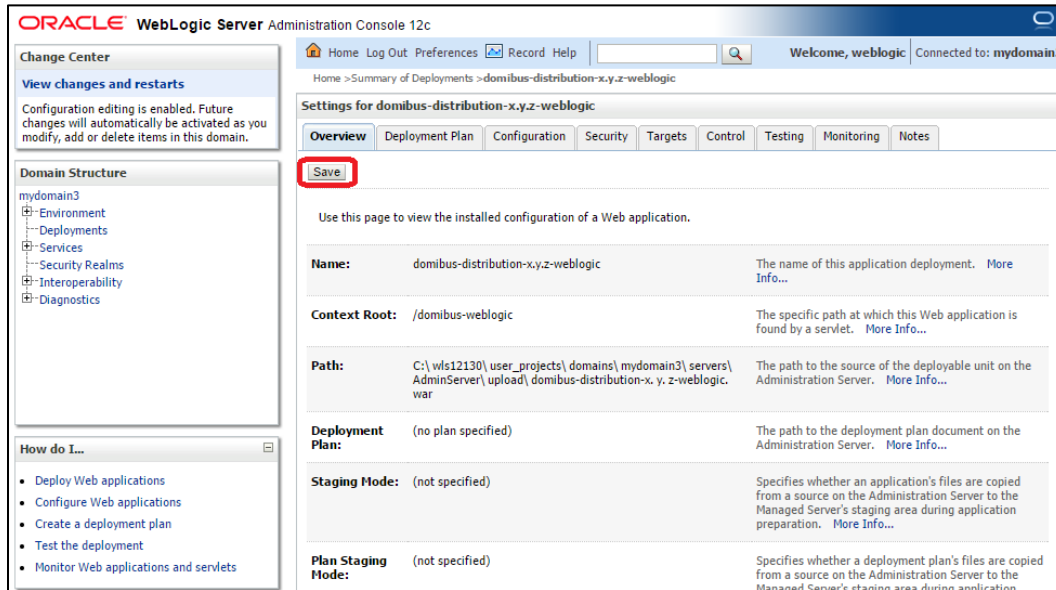 ORACLE WebLogic Server Administration Console 12c
Change Center
View changes and restarts
Configuration editing is enabled. Future
changes will automatically be activated as you
modify, add or delete items in this domain.
Domain Structure
mydomain3
Environment
Deployments
Services
Security Realms
Interoperability
Diagnostics
How do I...
Deploy Web applications
Configure Web applications
Create a deployment plan
Test the deployment
Monitor Web applications and servlets
Home Log Out Preferences Record Help
Welcome, weblogic Connected to: mydomain
Home >Summary of Deployments >domibus-distribution-x.y.z-weblogic
Settings for domibus-distribution-x.y.z-weblogic
Overview Deployment Plan Configuration Security Targets Control Testing Monitoring Notes
Save
Use this page to view the installed configuration of a Web application.
Name: domibus-distribution-x.y.z-weblogic The name of this application deployment. More
Info...
Context Root: /domibus-weblogic The specific path at which this Web application is
found by a servlet. More Info...
Path: C:\ wls12130\ user_projects\ domains\ mydomain3\ servers\ The path to the source of the deployable unit on the
AdminServer\ upload\ domibus-distribution-x. y. z-weblogic. Administration Server. More Info...
war
Deployment (no plan specified) The path to the deployment plan document on the
Plan: Administration Server. More Info...
Staging Mode: (not specified) Specifies whether an application's files are copied
from a source on the Administration Server to the
Managed Server's staging area during application
preparation. More Info...
Plan Staging (not specified) Specifies whether a deployment plan's files are copied
Mode: from a source on the Administration Server to the
Managed Server's staging area during application